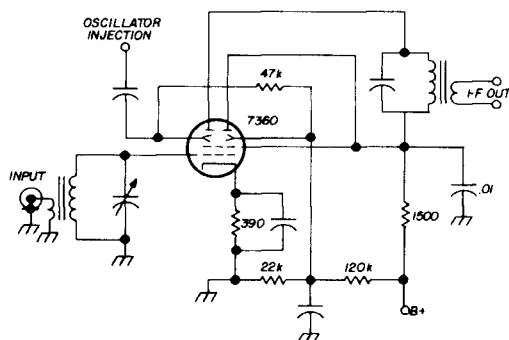 OSCILLATOR
INJECTION
47k
7360
I-F OUT
INPUT
.01
390
1500
22k
120k
B+